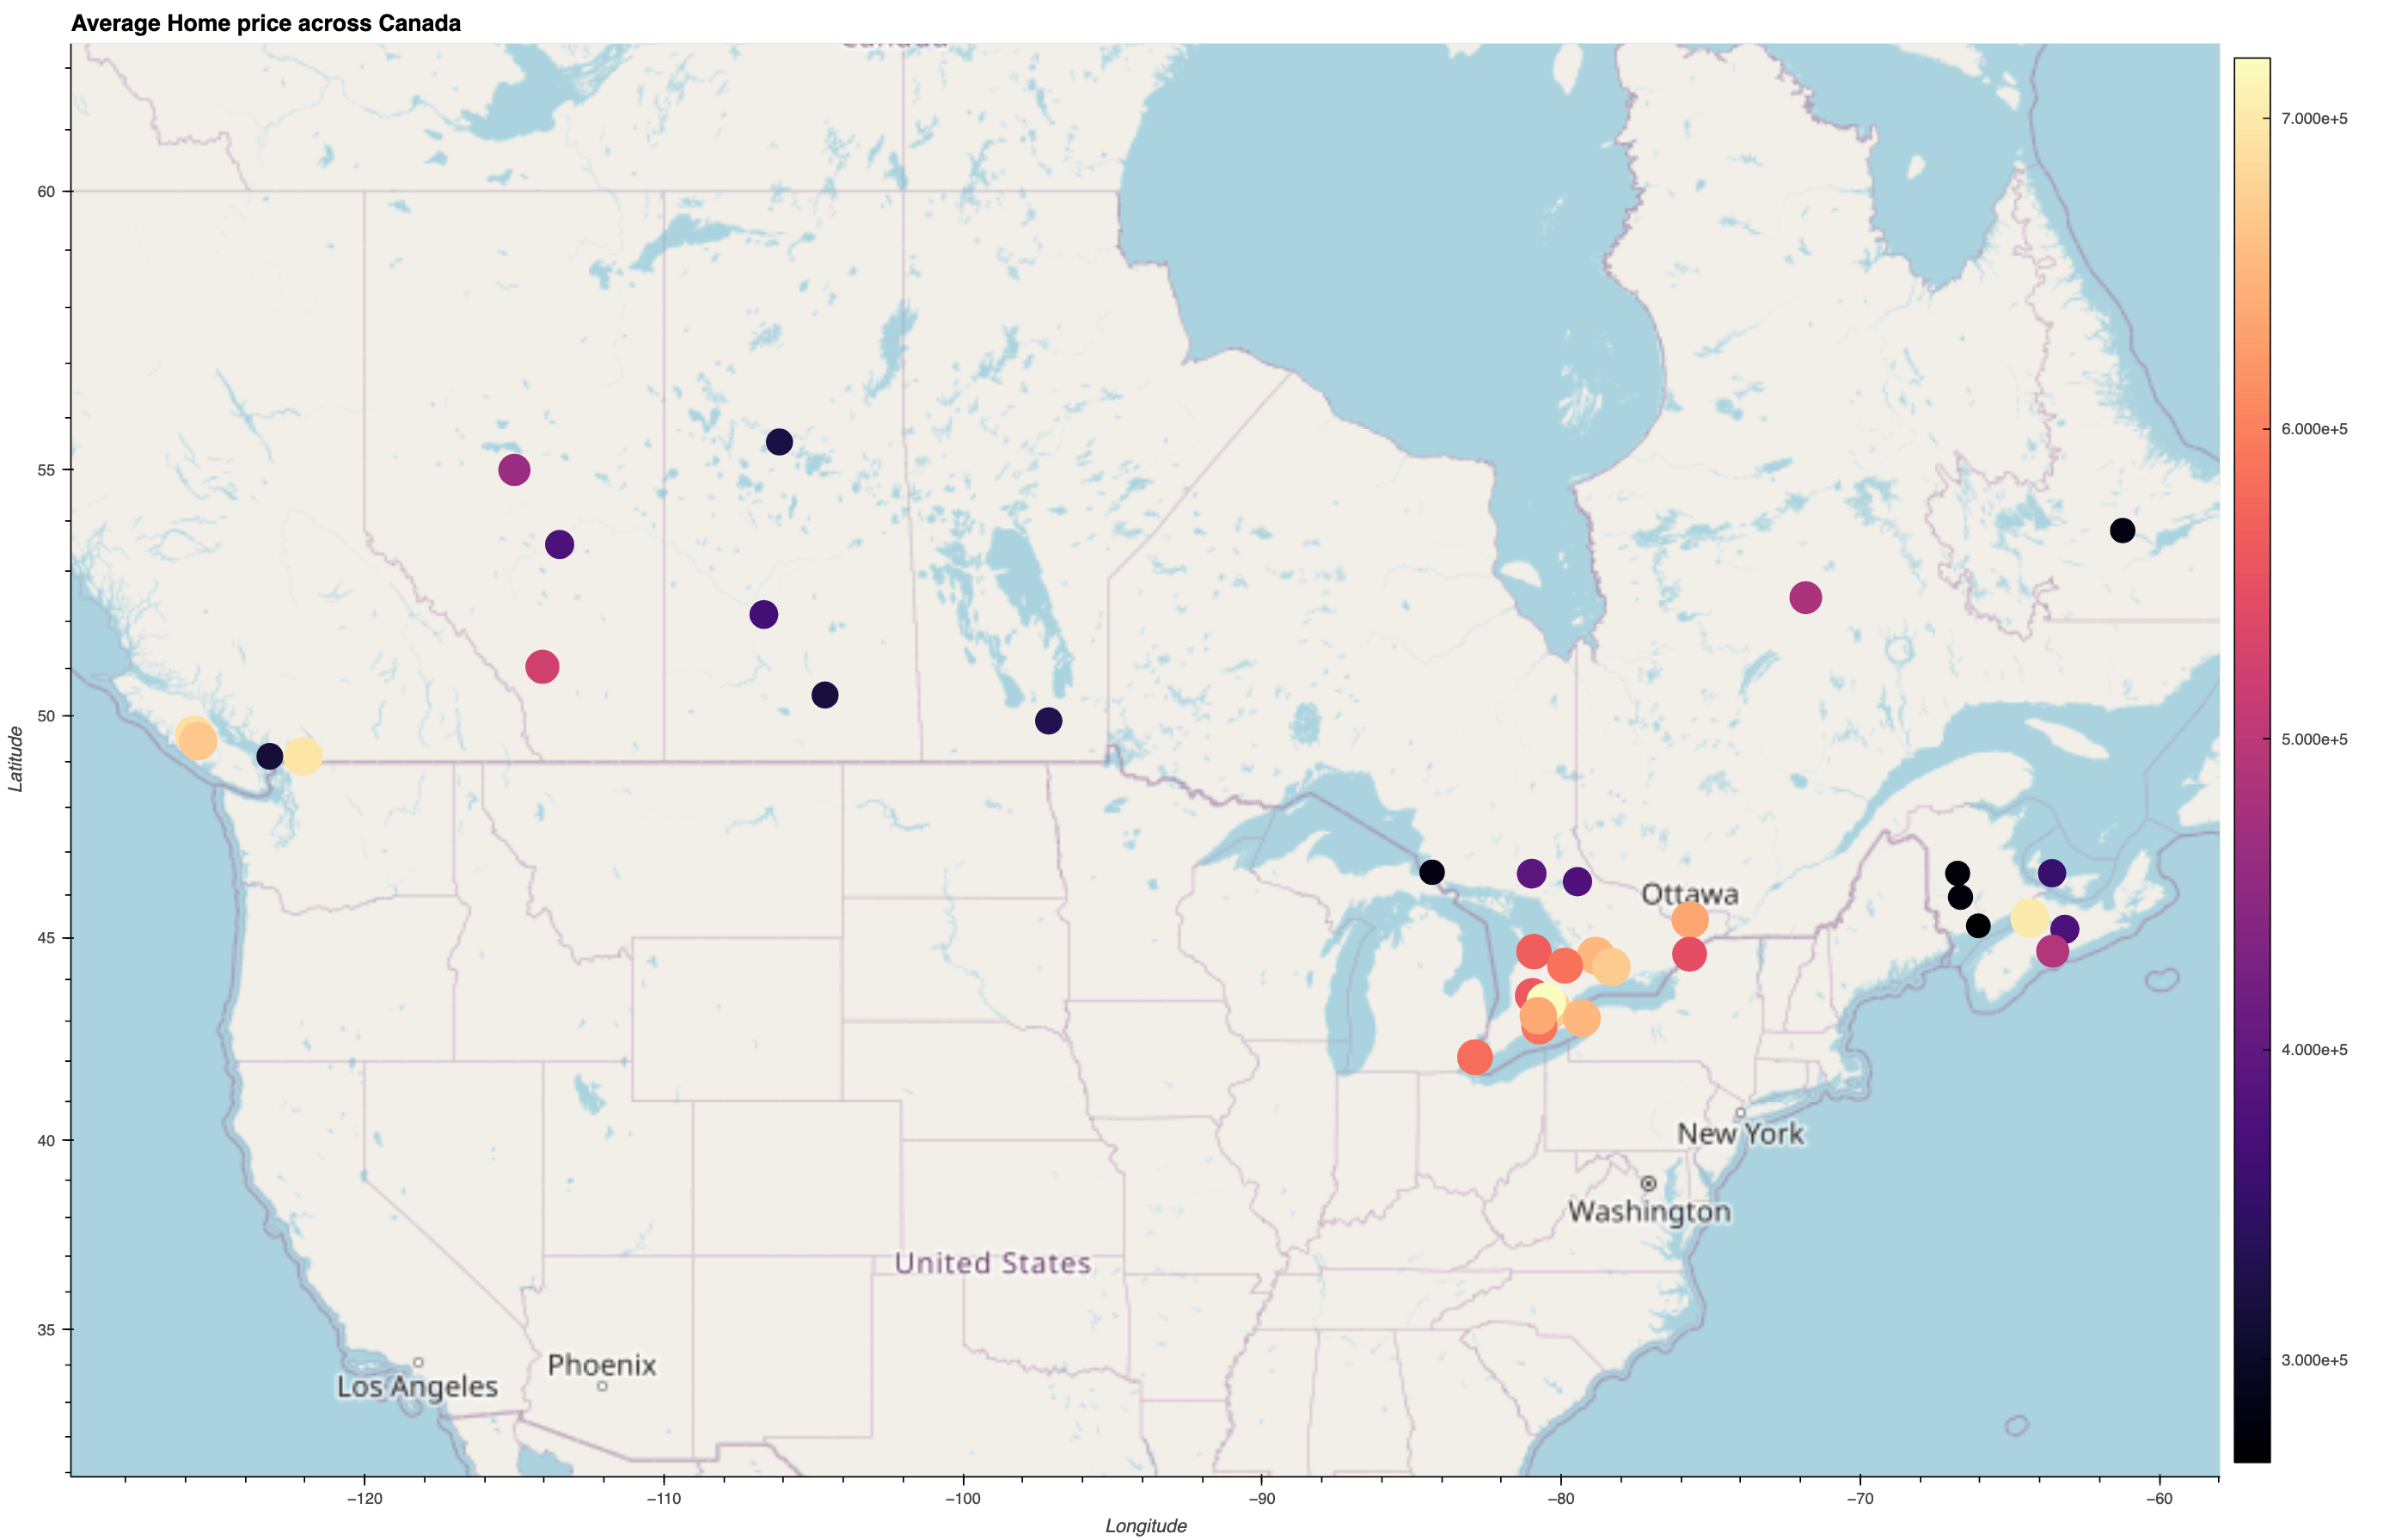 Average Home price across Canada
Canada
7.000e+5
60
6.000e+5
55
5.000e+5
50
Latitude
Ottawa
45
4.000e+5
New York
40
Washington
United States
35
3.000e+5
Phoenix
Los Angeles
−120
−110
−100
−90
−80
−70
−60
Longitude